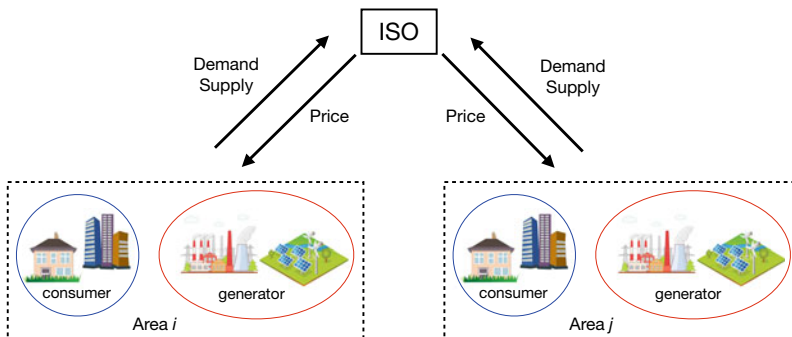 ISO
Demand
Supply
Price
Price
Demand
Supply
consumer
generator
Area i
consumer
generator
Area j